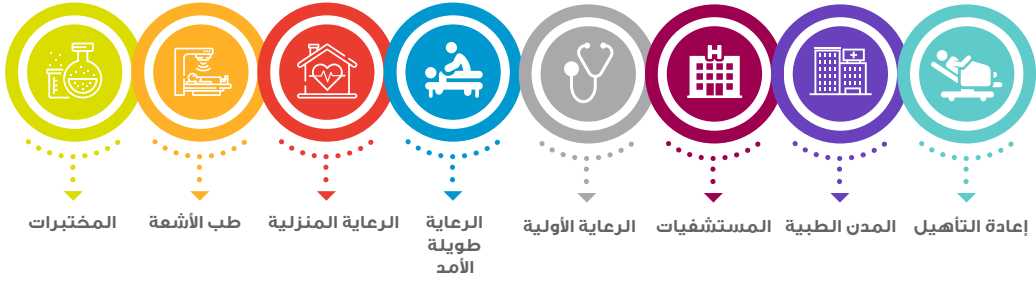 إعادة التأهيل
المدن الطبية
المستشفيات
الرعاية الأولية
الرعاية
طويلة
الأمد
الرعاية المنزلية
طب الأشعة
المختبرات